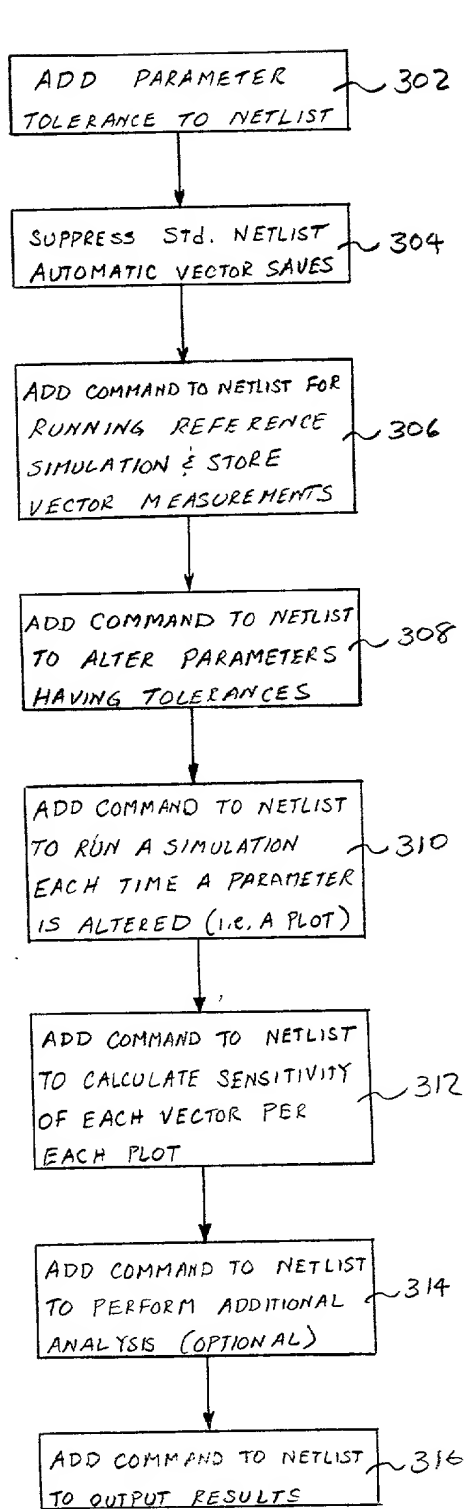 ADD PARAMETER
TOLERANCE TO NETLIST
302
SUPPRESS Std. NETLIST
AUTOMATIC VECTOR SAVES
304
ADD COMMAND TO NETLIST FOR
RUNNING REFERENCE
SIMULATION & STORE
VECTOR MEASUREMENTS
306
ADD COMMAND TO NETLIST
TO ALTER PARAMETERS
HAVING TOLERANCES
308
ADD COMMAND TO NETLIST
TO RUN A SIMULATION
EACH TIME A PARAMETER
IS ALTERED (i.e. A PLOT)
310
ADD COMMAND TO NETLIST
TO CALCULATE SENSITIVITY
OF EACH VECTOR PER
EACH PLOT
312
ADD COMMAND TO NETLIST
TO PERFORM ADDITIONAL
ANALYSIS (OPTIONAL)
314
ADD COMMAND TO NETLIST
TO OUTPUT RESULTS
316